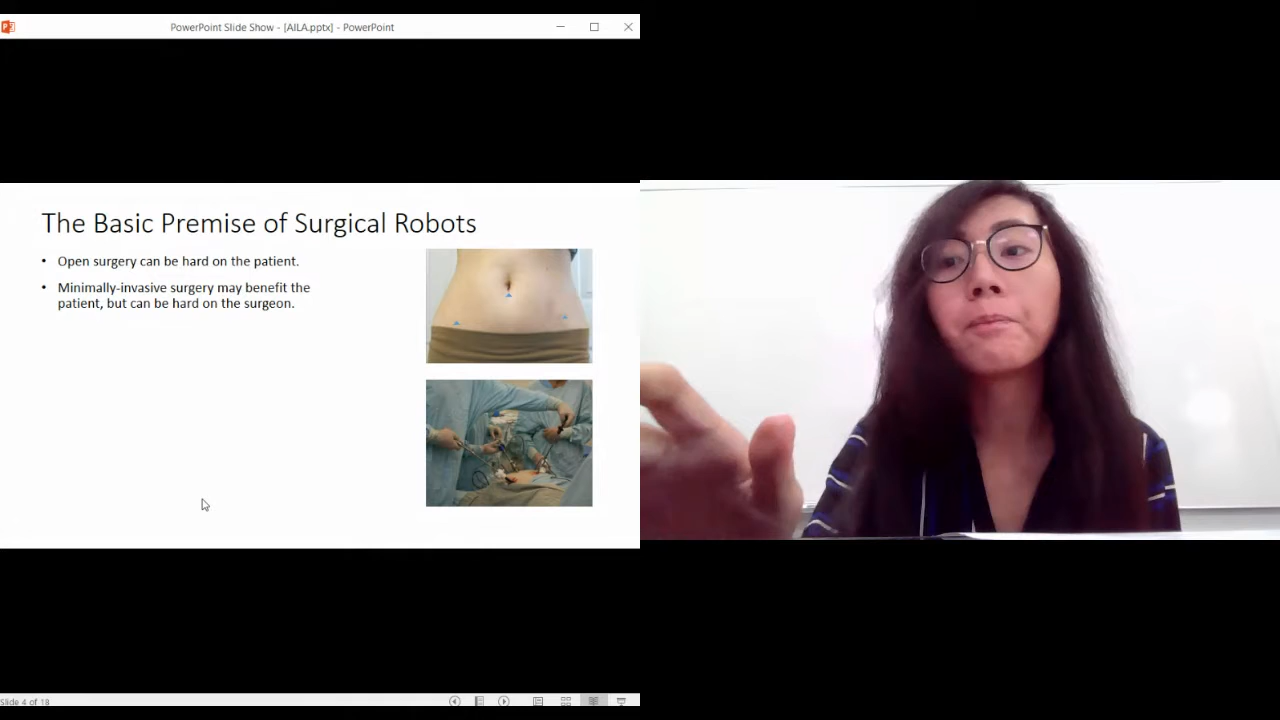 PowerPoint Slide Show - [AILA.pptx] - PowerPoint
The Basic Premise of Surgical Robots
• Open surgery can be hard on the patient.
• Minimally-invasive surgery may benefit the
patient, but can be hard on the surgeon.
Slide 4 of 18